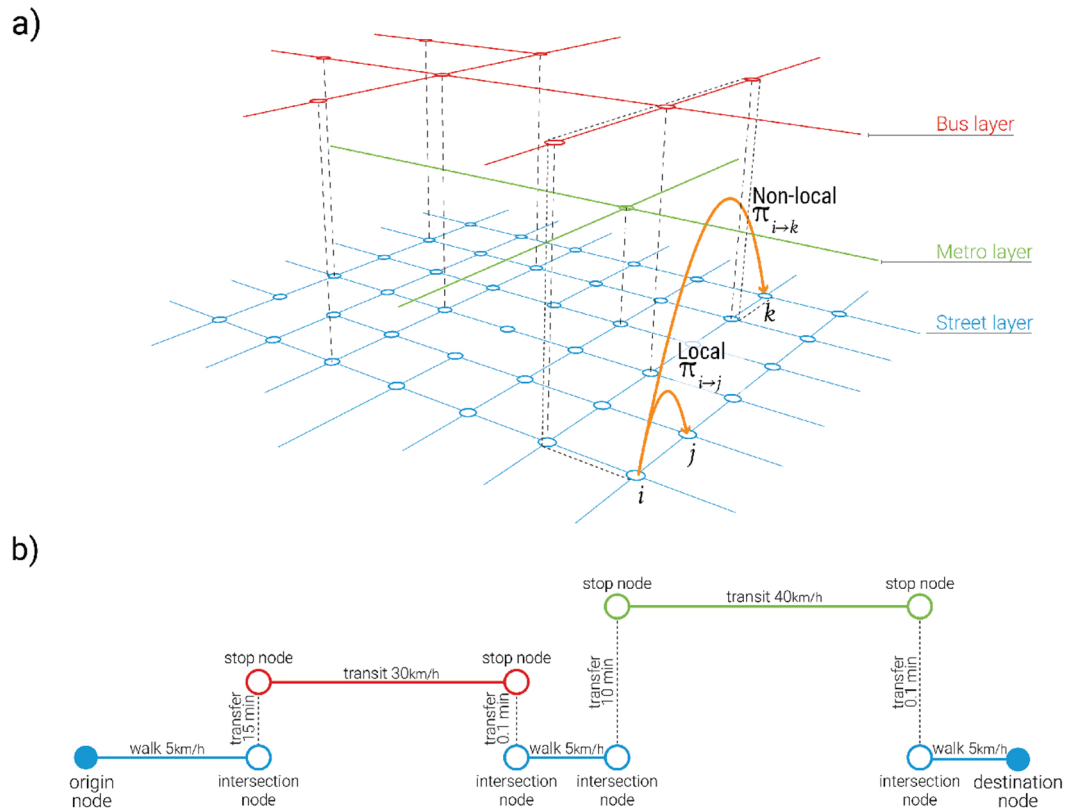 a)
Bus layer
Non-local
π i→k
Metro layer
k
Street layer
Local
π i→j
j
i
b)
stop node
transit 40km/h
stop node
stop node
transit 30km/h
stop node
transfer
15 min
transfer
0.1 min
transfer
10 min
transfer
0.1 min
walk 5km/h
walk 5km/h
walk 5km/h
origin
node
intersection
node
intersection
node
intersection
node
intersection
node
destination
node